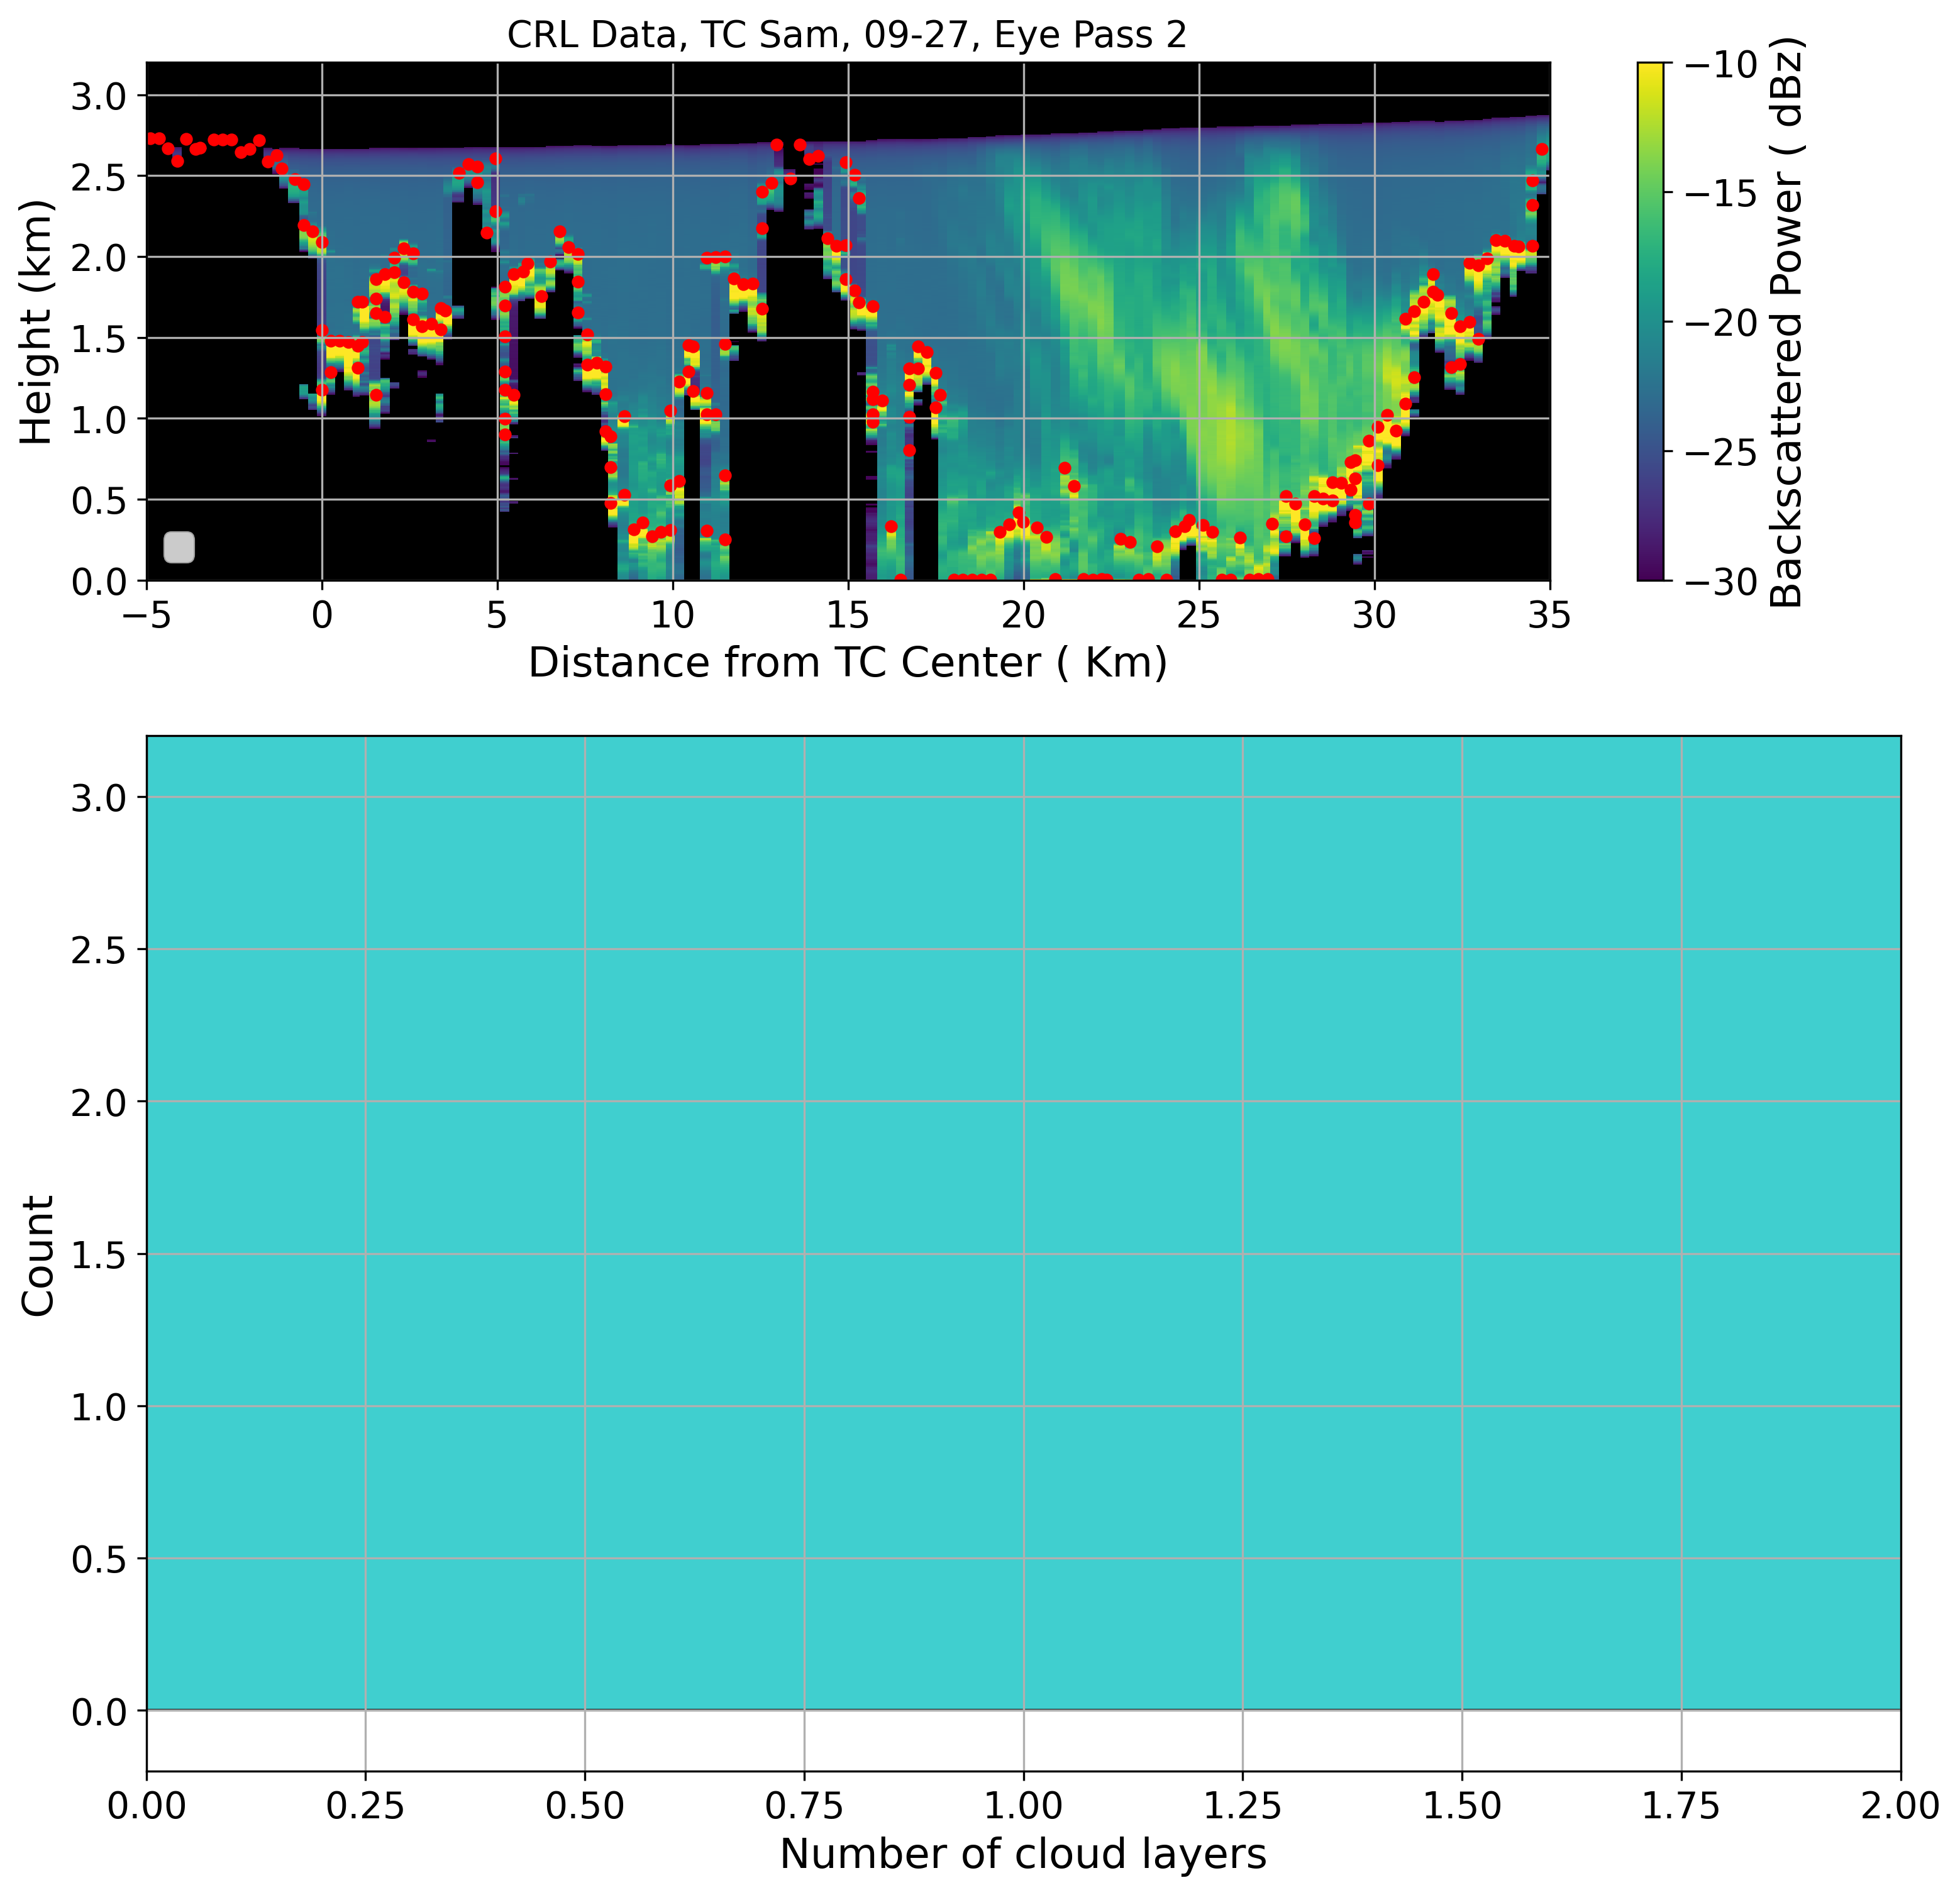 CRL Data, TC Sam, 09-27, Eye Pass 2
Height (km)
3.0
2.5
2.0
1.5
1.0
0.5
0.0
−5 0 5 10 15 20 25 30 35
Distance from TC Center ( Km)
−10
−15
−20
−25
−30
Backscattered Power ( dBz)
Count
3.0
2.5
2.0
1.5
1.0
0.5
0.0
0.00 0.25 0.50 0.75 1.00 1.25 1.50 1.75 2.00
Number of cloud layers